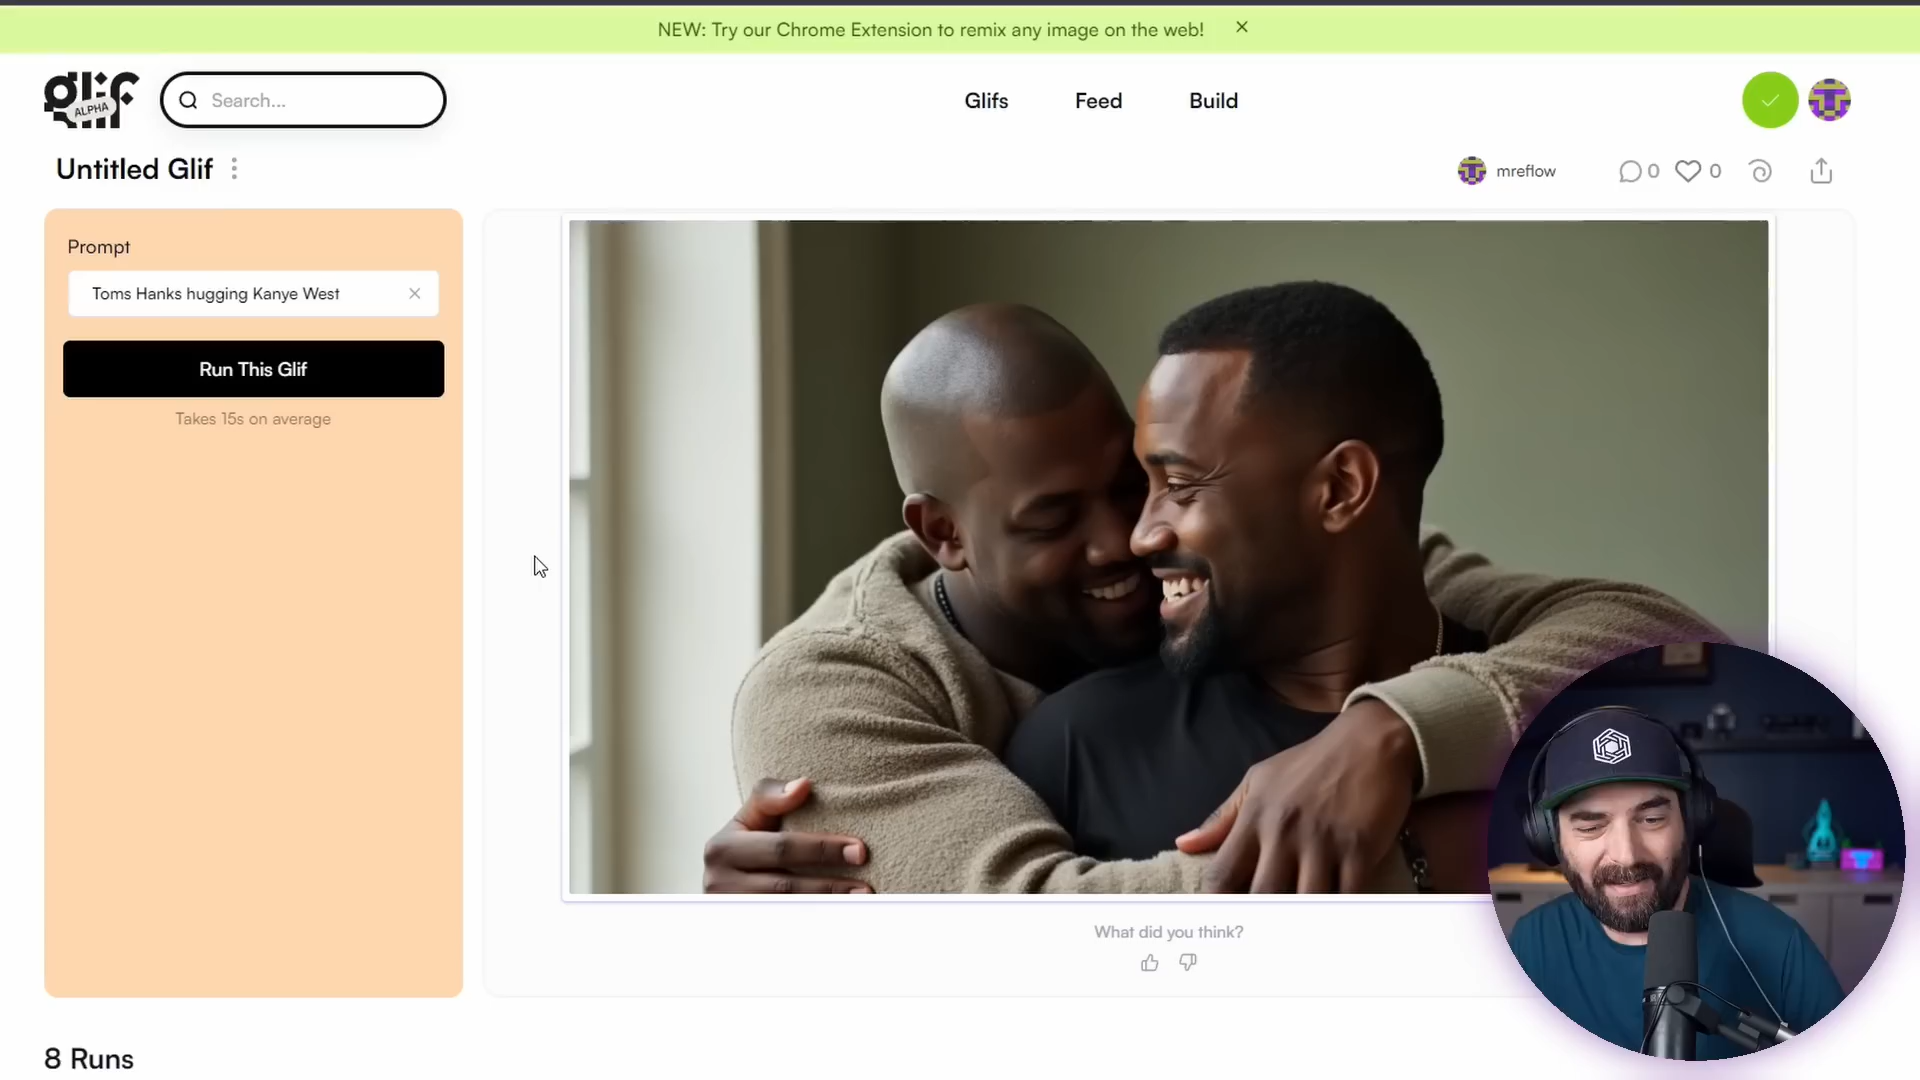 NEW: Try our Chrome Extension to remix any image on the web!
glif
ALPHA
Search...
Glifs
Feed
Build
Untitled Glif
mreflow
0
0
Prompt
Toms Hanks hugging Kanye West
Run This Glif
Takes 15s on average
What did you think?
8 Runs